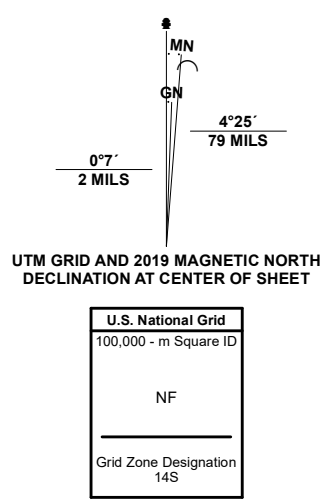 MN
GN
4°25´
79 MILS
0°7´
2 MILS
UTM GRID AND 2019 MAGNETIC NORTH
DECLINATION AT CENTER OF SHEET
U.S. National Grid
100,000 - m Square ID
NF
Grid Zone Designation
14S